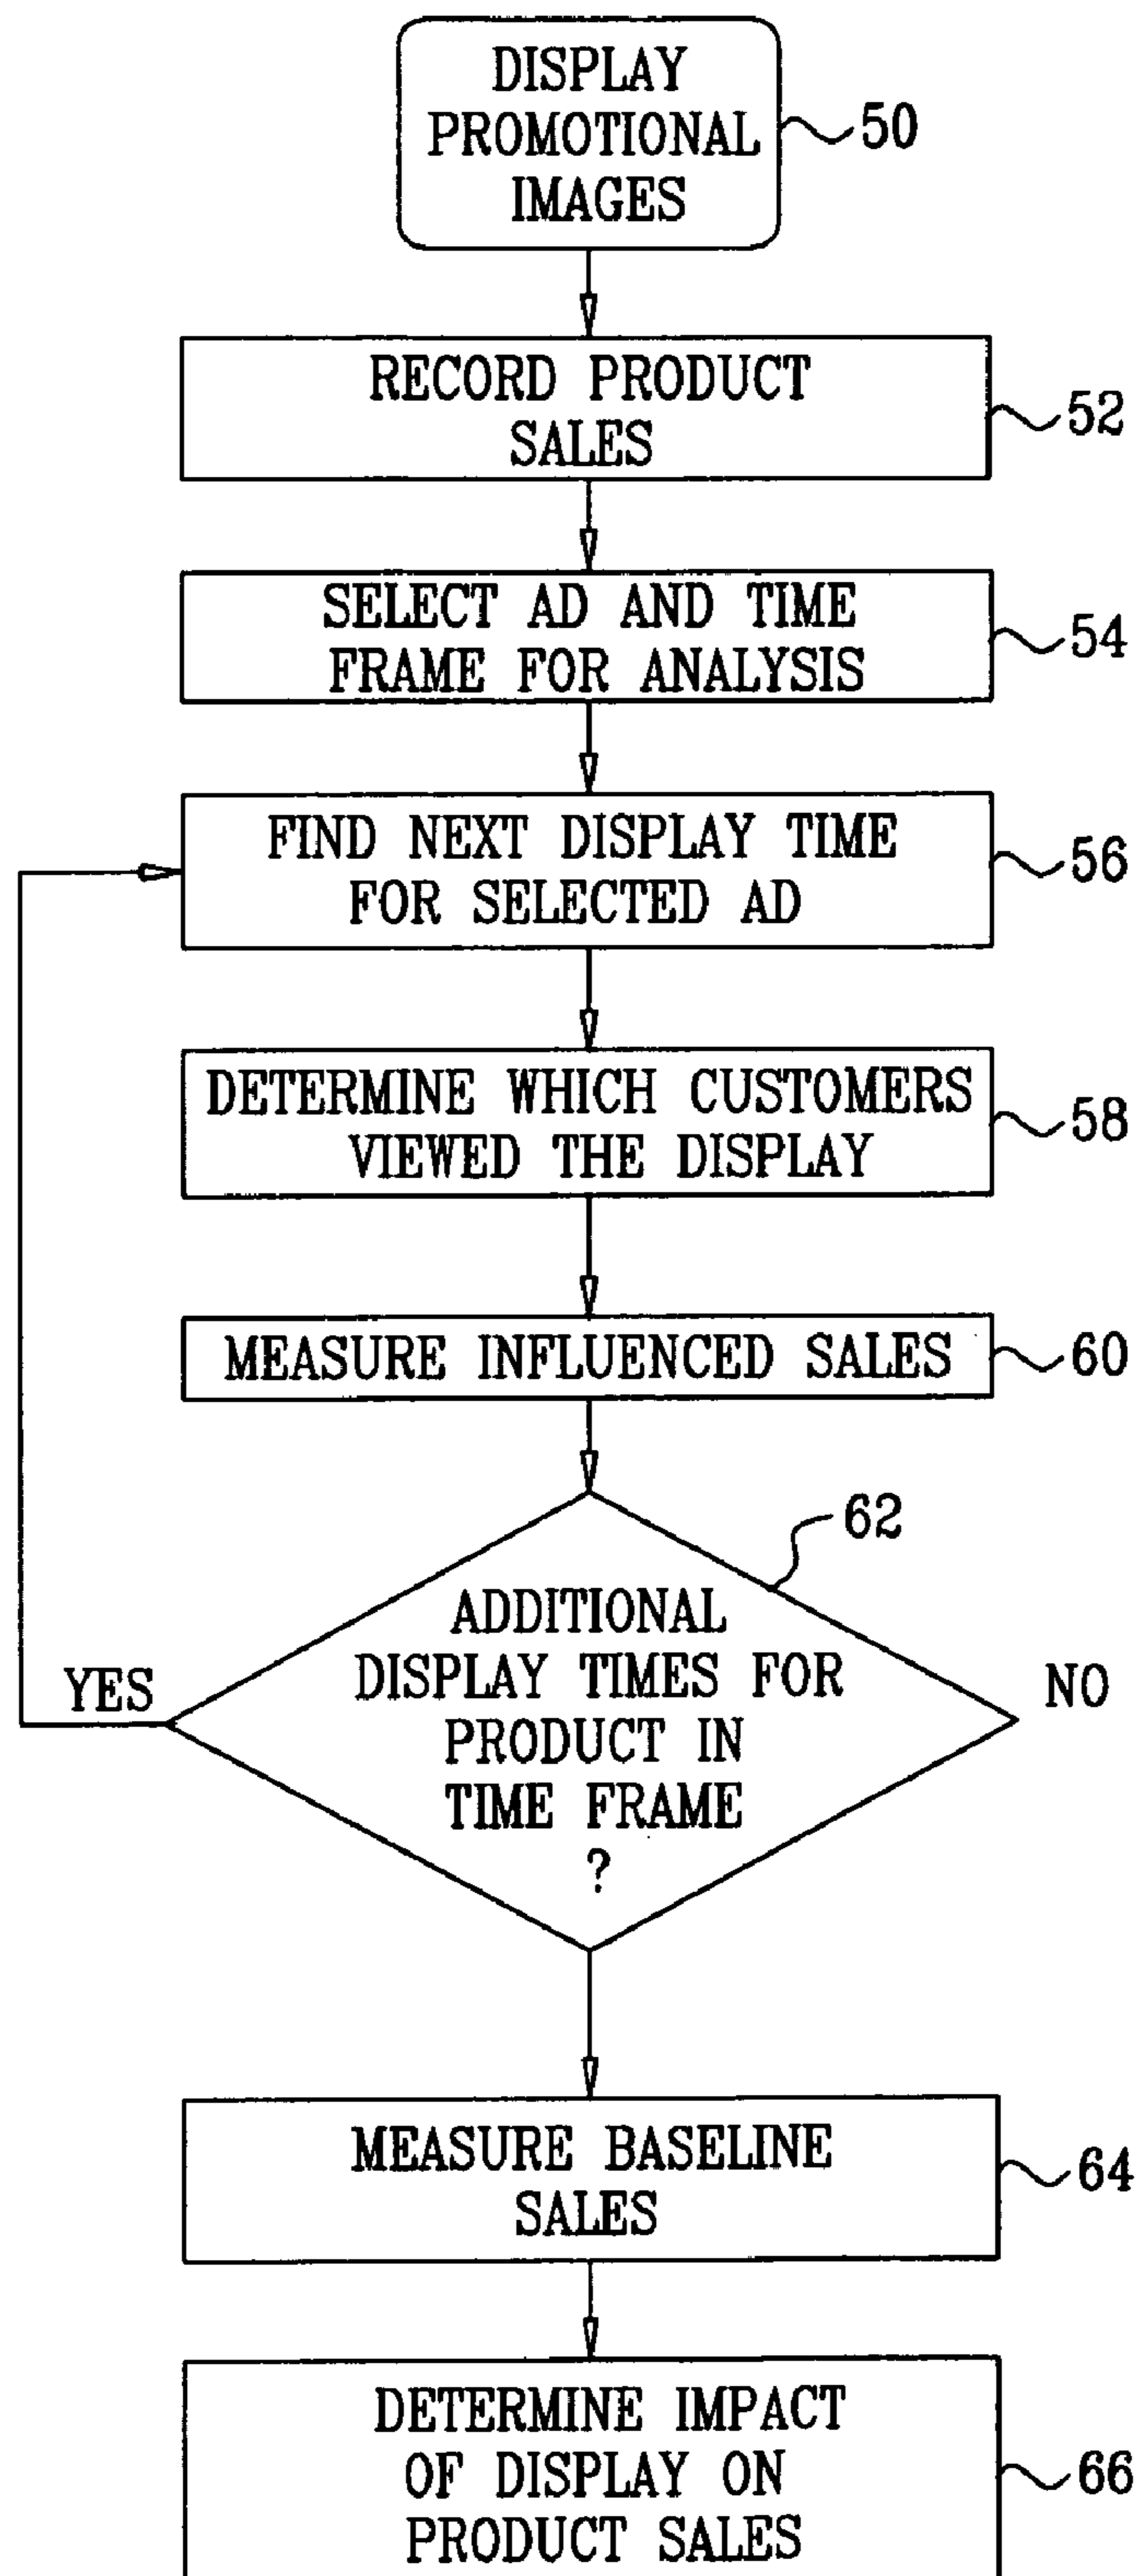 DISPLAY
PROMOTIONAL
IMAGES
50
RECORD PRODUCT
SALES
52
SELECT AD AND TIME
FRAME FOR ANALYSIS
54
FIND NEXT DISPLAY TIME
FOR SELECTED AD
56
DETERMINE WHICH CUSTOMERS
VIEWED THE DISPLAY
58
MEASURE INFLUENCED SALES
60
62
ADDITIONAL
DISPLAY TIMES FOR
PRODUCT IN
TIME FRAME
?
YES
NO
MEASURE BASELINE
SALES
64
DETERMINE IMPACT
OF DISPLAY ON
PRODUCT SALES
66